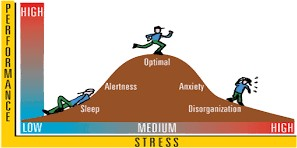 PERFORMANCE
HIGH
Optimal
Alertness
Anxiety
Sleep
Disorganization
LOW
MEDIUM
HIGH
STRESS